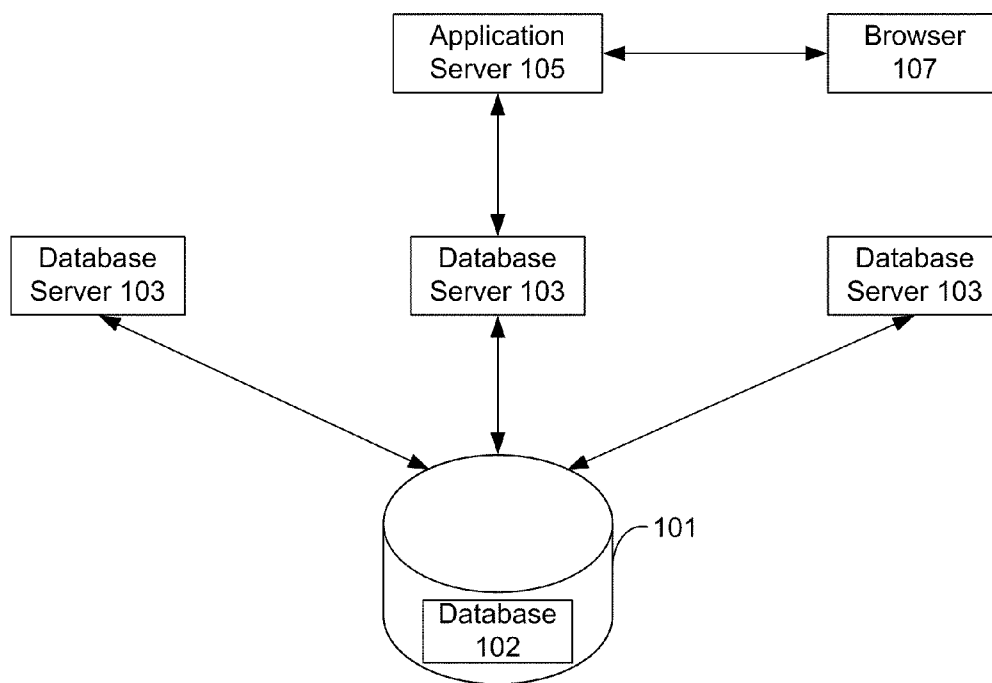 Application
Server 105
Browser
107
Database
Server 103
Database
Server 103
Database
Server 103
101
Database
102